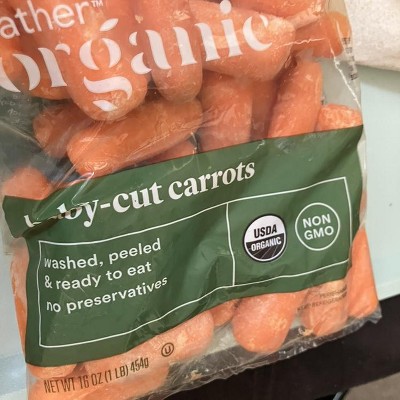 ather™
organic
by-cut carrots
washed, peeled
& ready to eat
no preservatives
USDA
ORGANIC
NON
GMO
NET WT 16 OZ (1 LB) 454g
U